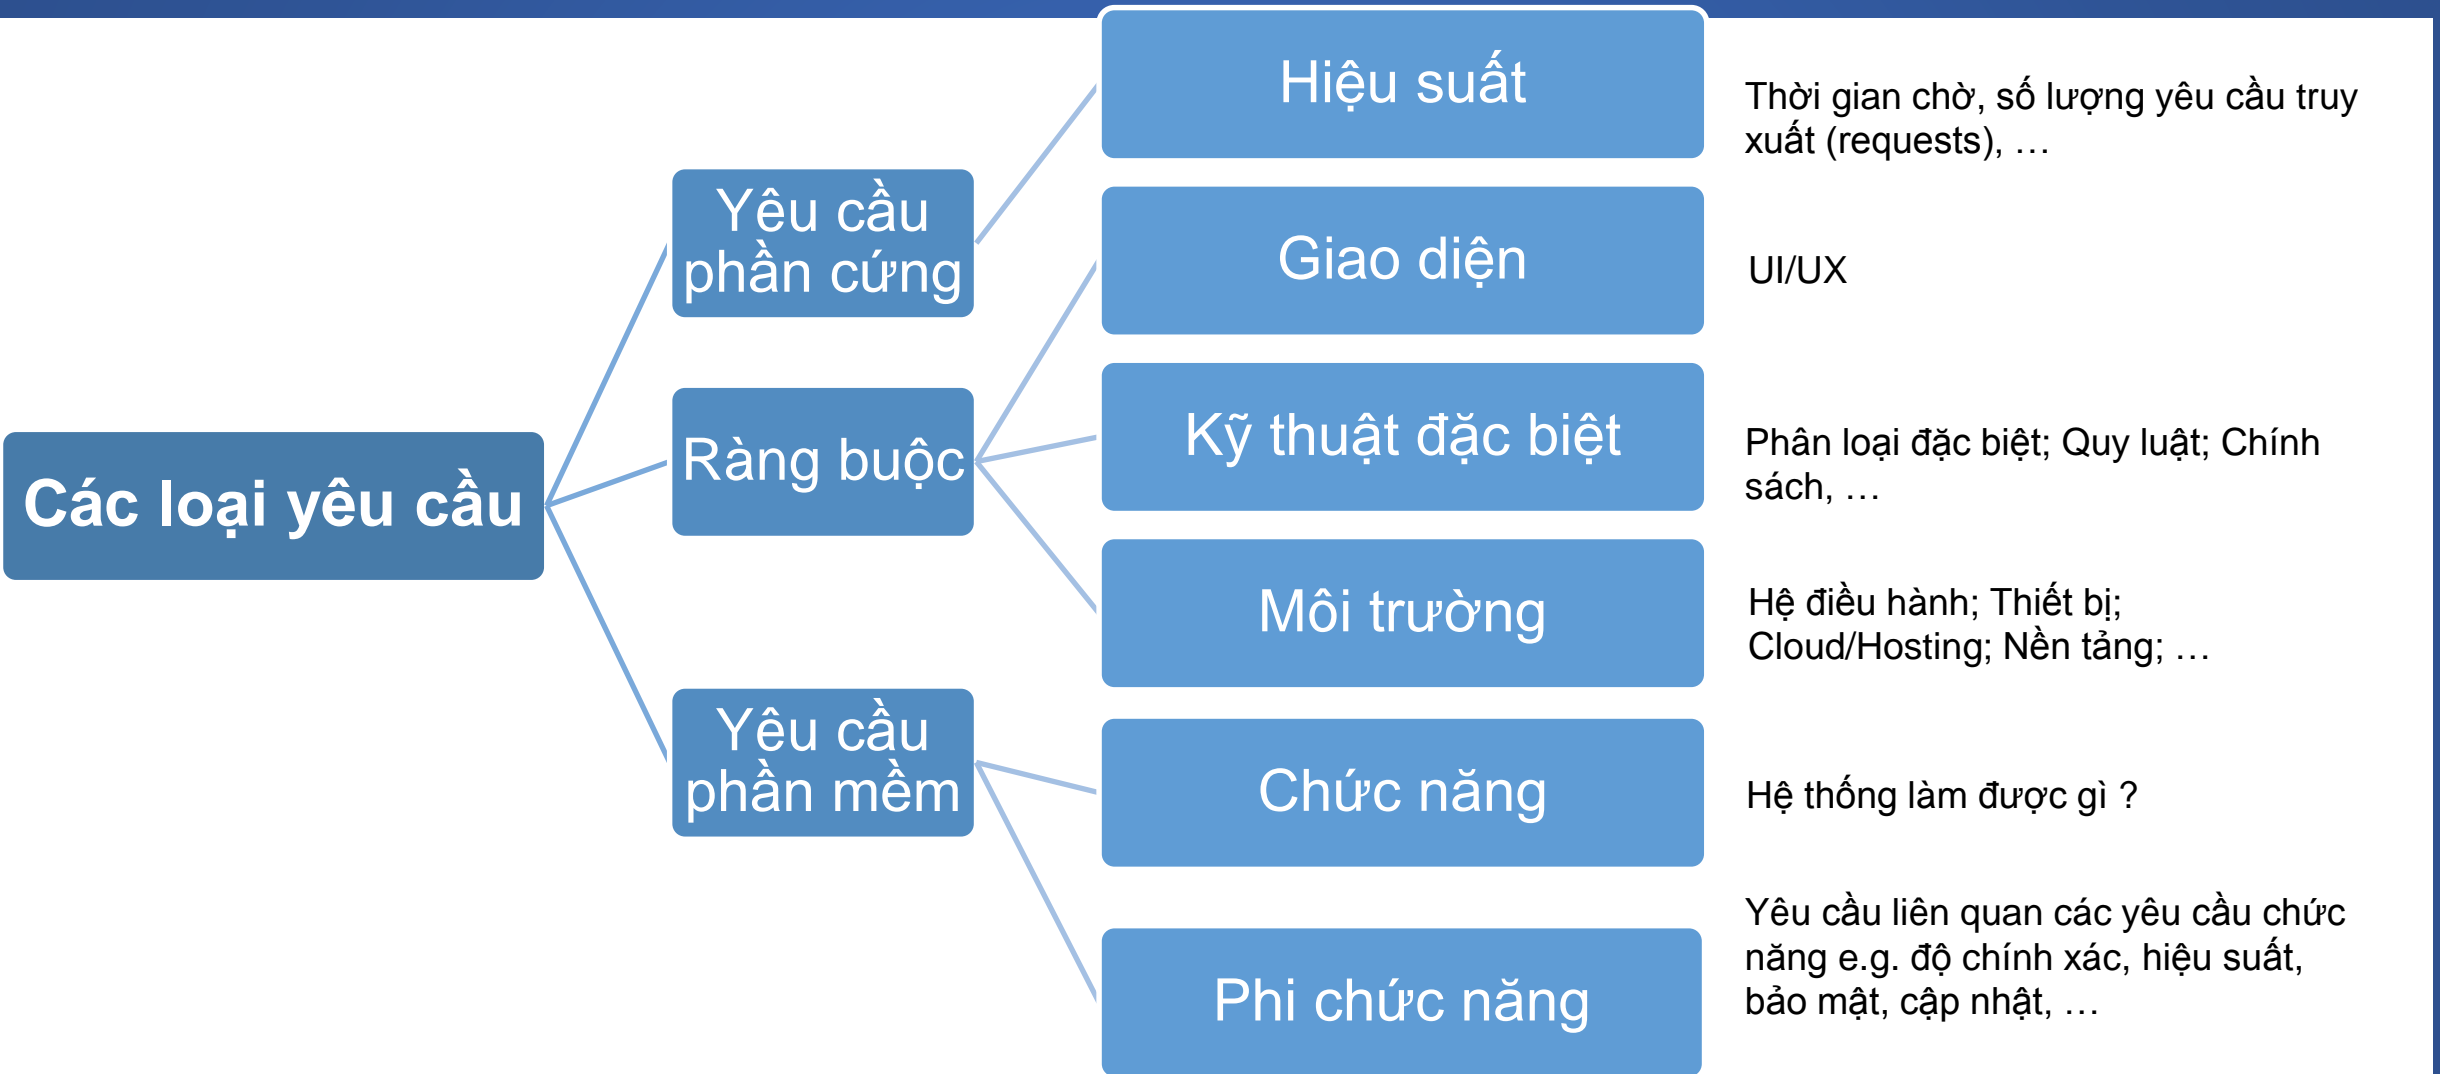 Các loại yêu cầu
Yêu cầu
phần cứng
Ràng buộc
Yêu cầu
phần mềm
Hiệu suất
Thời gian chờ, số lượng yêu cầu truy
xuất (requests), …
Giao diện
UI/UX
Kỹ thuật đặc biệt
Phân loại đặc biệt; Quy luật; Chính
sách, …
Môi trường
Hệ điều hành; Thiết bị;
Cloud/Hosting; Nền tảng; …
Chức năng
Hệ thống làm được gì ?
Phi chức năng
Yêu cầu liên quan các yêu cầu chức
năng e.g. độ chính xác, hiệu suất,
bảo mật, cập nhật, …